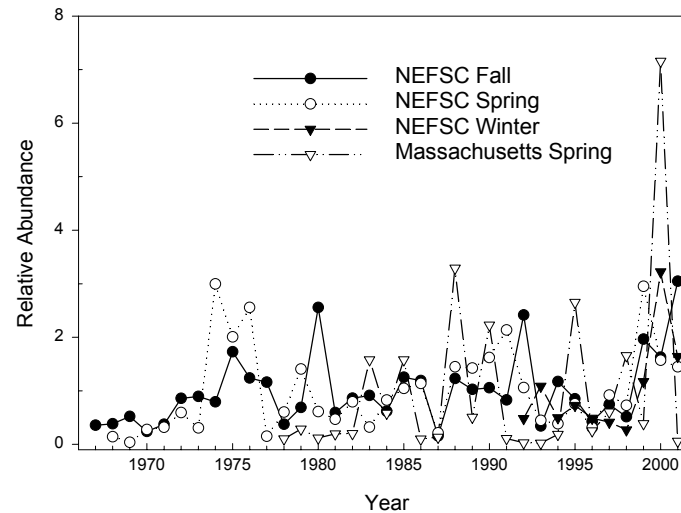 8
6
4
2
0
Relative Abundance
NEFSC Fall
NEFSC Spring
NEFSC Winter
Massachusetts Spring
1970 1975 1980 1985 1990 1995 2000
Year